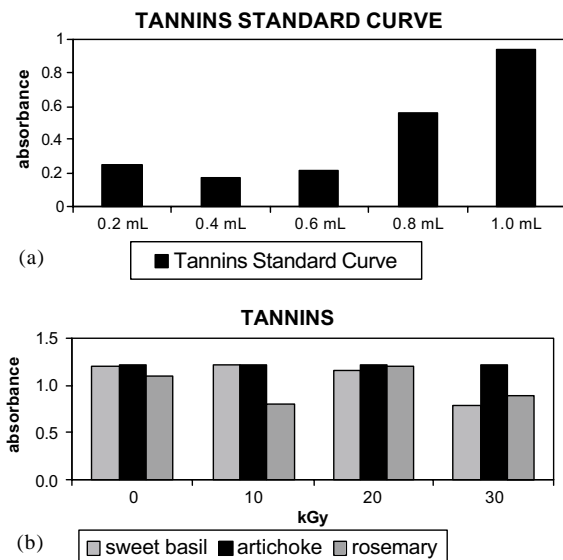 TANNINS STANDARD CURVE
absorbance
1
0.8
0.6
0.4
0.2
0
0.2 mL 0.4 mL 0.6 mL 0.8 mL 1.0 mL
(a)
Tannins Standard Curve
TANNINS
absorbance
1.5
1.0
0.5
0.0
0 10 20 30
kGy
(b)
sweet basil artichoke rosemary